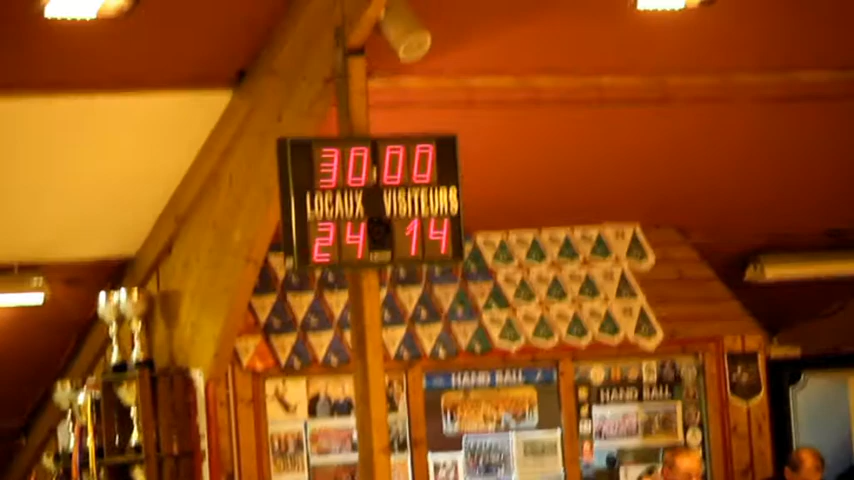 30:00
LOCAUX VISITEURS
24 14
HAND BALL
HAND BALL